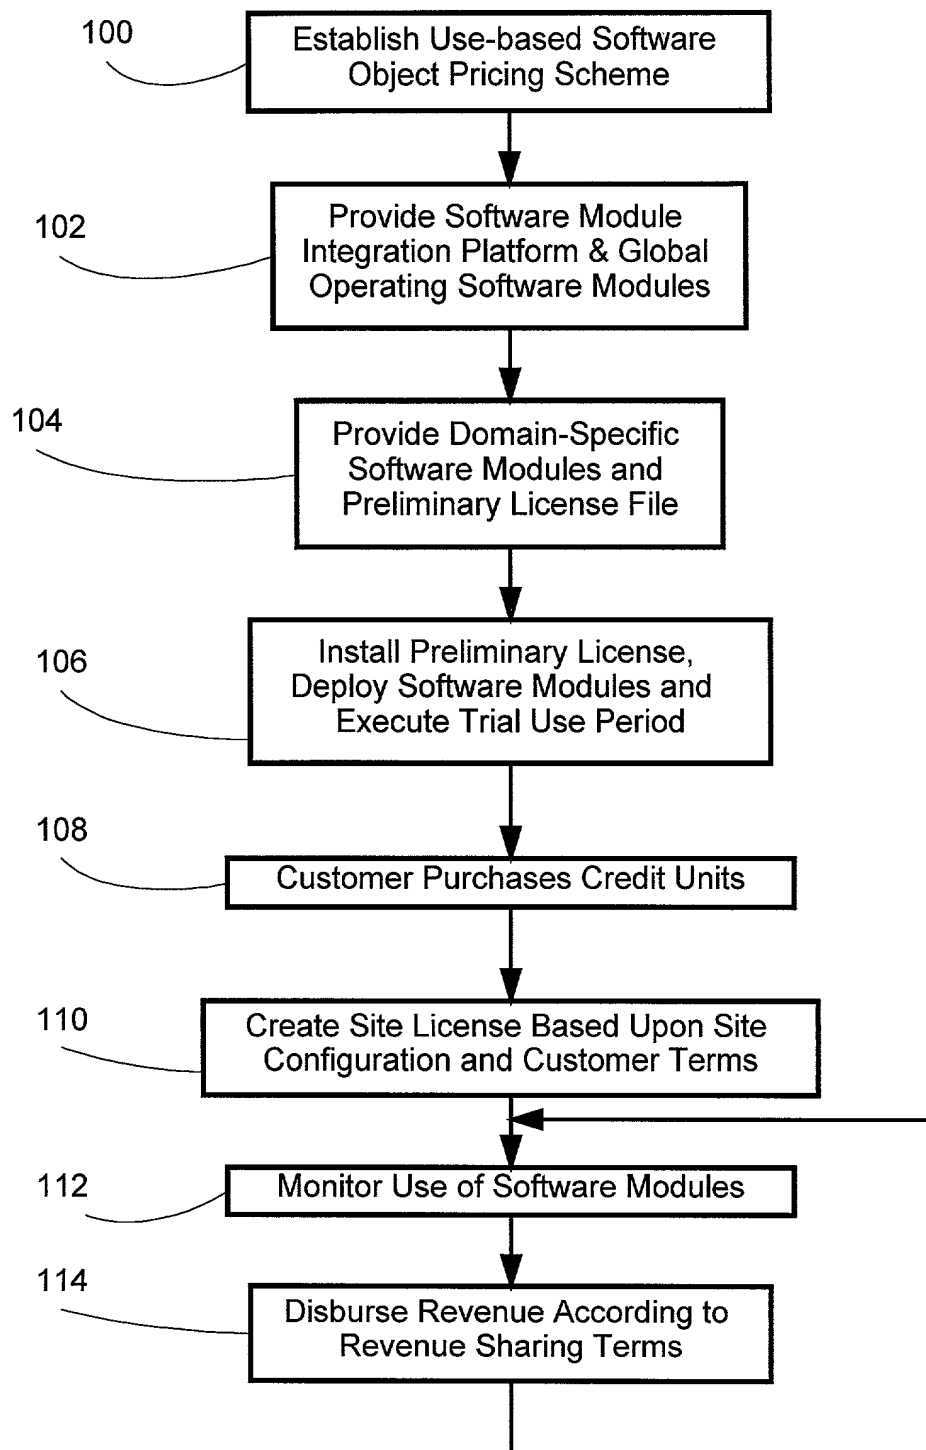 100
Establish Use-based Software
Object Pricing Scheme
102
Provide Software Module
Integration Platform & Global
Operating Software Modules
104
Provide Domain-Specific
Software Modules and
Preliminary License File
106
Install Preliminary License,
Deploy Software Modules and
Execute Trial Use Period
108
Customer Purchases Credit Units
110
Create Site License Based Upon Site
Configuration and Customer Terms
112
Monitor Use of Software Modules
114
Disburse Revenue According to
Revenue Sharing Terms